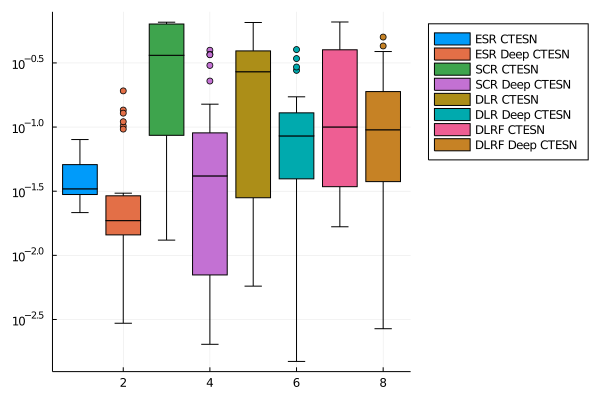 10^-0.5
10^-1.0
10^-1.5
10^-2.0
10^-2.5
2
4
6
8
ESR CTESN
ESR Deep CTESN
SCR CTESN
SCR Deep CTESN
DLR CTESN
DLR Deep CTESN
DLRF CTESN
DLRF Deep CTESN